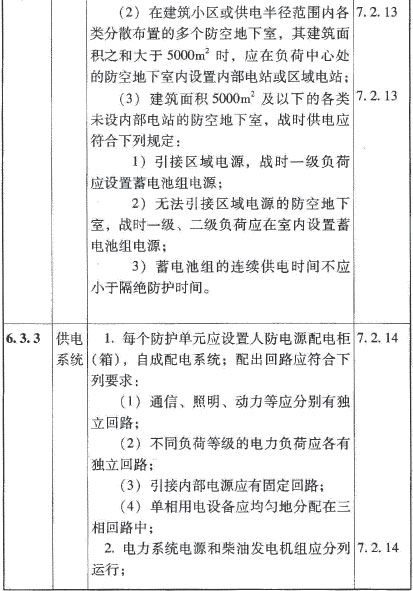 （2）在建筑小区或供电半径范围内各 7.2.13
类分散布置的多个防空地下室，其建筑面
积之和大于 5000m² 时，应在负荷中心处
的防空地下室内设置内部电站或区域电站；
（3）建筑面积 5000m² 及以下的各类 7.2.13
未设内部电站的防空地下室，战时供电应
符合下列规定：
1）引接区域电源，战时一级负荷
应设置蓄电池组电源；
2）无法引接区域电源的防空地下
室，战时一级、二级负荷应在室内设置蓄
电池组电源；
3）蓄电池组的连续供电时间不应
小于隔绝防护时间。
6.3.3 供电 1. 每个防护单元应设置人防电源配电柜 7.2.14
系统 （箱），自成配电系统；配出回路应符合下
列要求：
（1）通信、照明、动力等应分别有独
立回路；
（2）不同负荷等级的电力负荷应各有
独立回路；
（3）引接内部电源应有固定回路；
（4）单相用电设备应均匀地分配在三
相回路中；
2. 电力系统电源和柴油发电机组应分列 7.2.14
运行；